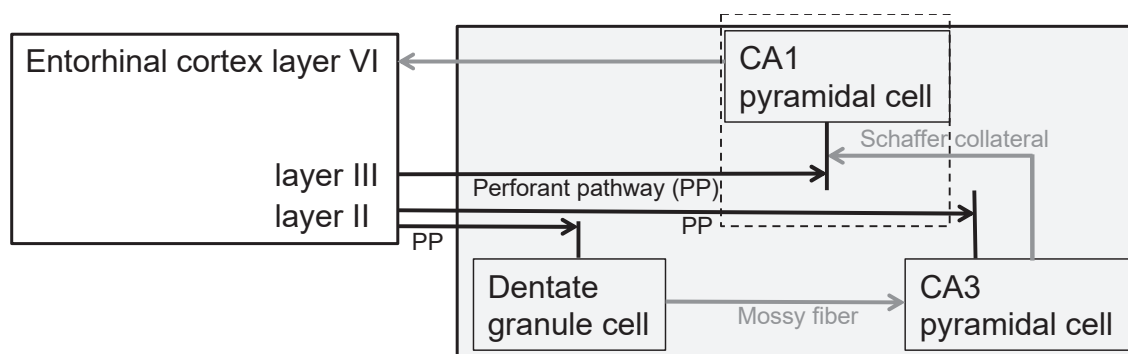 Entorhinal cortex layer VI
CA1
pyramidal cell
Schaffer collateral
layer III
Perforant pathway (PP)
layer II
PP
PP
Dentate
granule cell
Mossy fiber
CA3
pyramidal cell